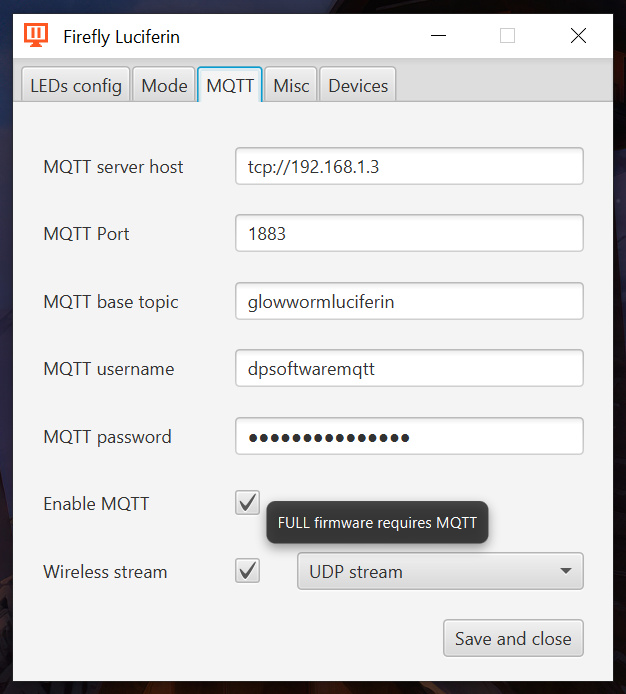 Firefly Luciferin
LEDs config Mode MQTT Misc Devices
MQTT server host tcp://192.168.1.3
MQTT Port 1883
MQTT base topic glowwormluciferin
MQTT username dpsoftwaremqtt
MQTT password ●●●●●●●●●●●●●●●
Enable MQTT
FULL firmware requires MQTT
Wireless stream UDP stream
Save and close